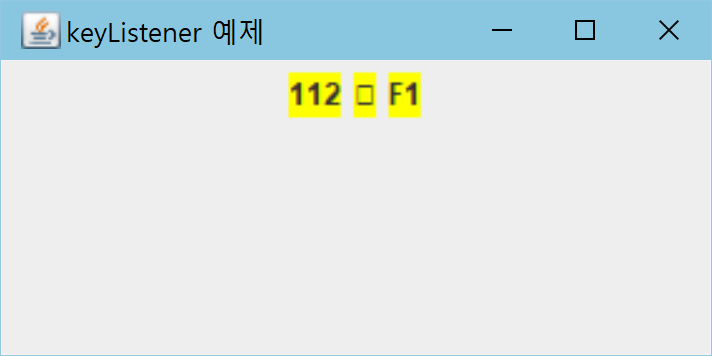 keyListener 예제
112 □ F1